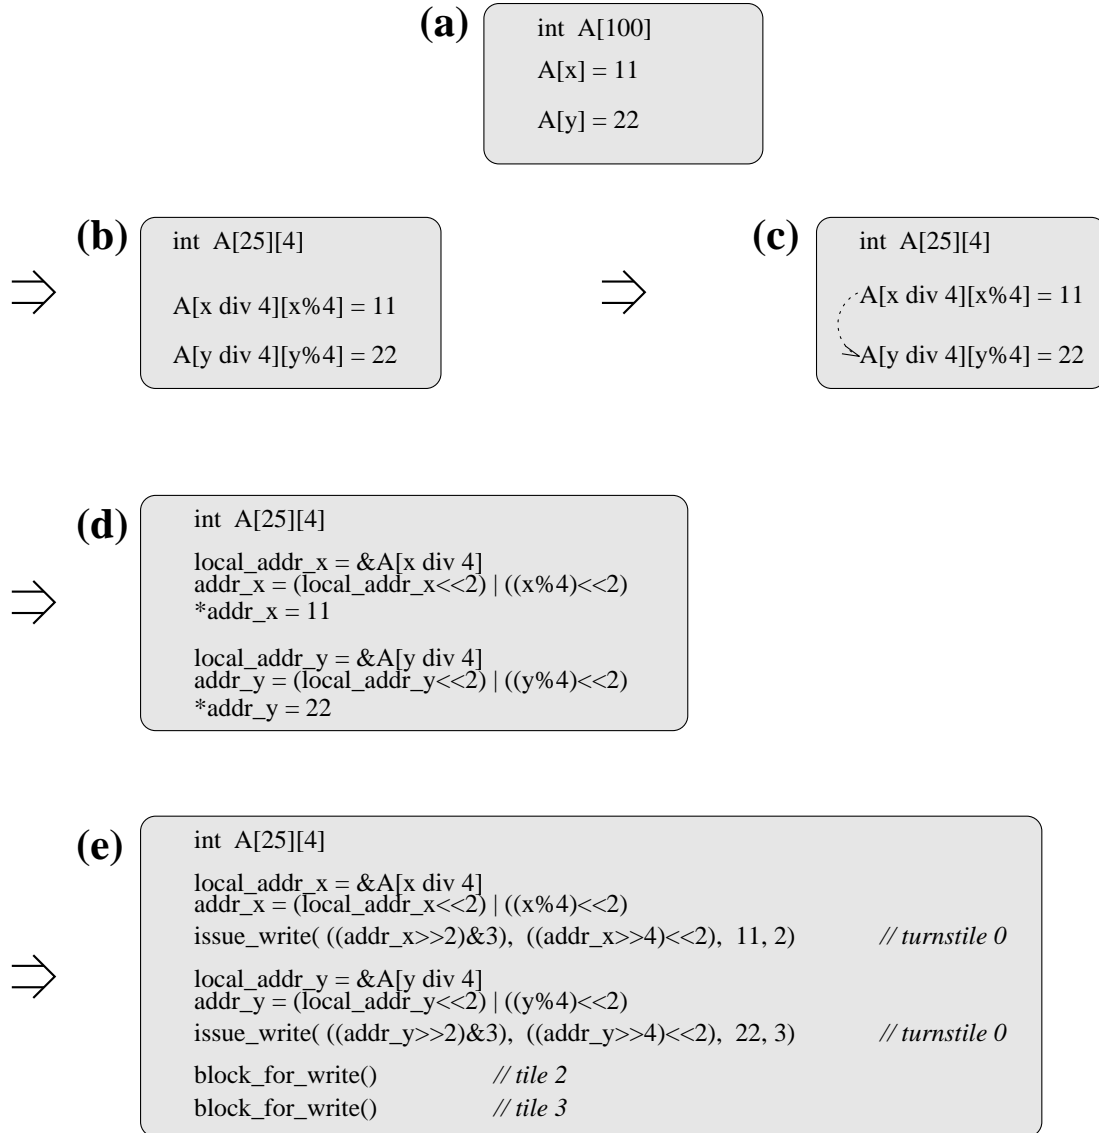 (a)
int A[100]
A[x] = 11
A[y] = 22
(b)
int A[25][4]
A[x div 4][x%4] = 11
A[y div 4][y%4] = 22
(c)
int A[25][4]
A[x div 4][x%4] = 11
A[y div 4][y%4] = 22
(d)
int A[25][4]
local_addr_x = &A[x div 4]
addr_x = (local_addr_x<<2) | ((x%4)<<2)
*addr_x = 11
local_addr_y = &A[y div 4]
addr_y = (local_addr_y<<2) | ((y%4)<<2)
*addr_y = 22
(e)
int A[25][4]
local_addr_x = &A[x div 4]
addr_x = (local_addr_x<<2) | ((x%4)<<2)
issue_write( ((addr_x>>2)&3), ((addr_x>>4)<<2), 11, 2) // turnstile 0
local_addr_y = &A[y div 4]
addr_y = (local_addr_y<<2) | ((y%4)<<2)
issue_write( ((addr_y>>2)&3), ((addr_y>>4)<<2), 22, 3) // turnstile 0
block_for_write() // tile 2
block_for_write() // tile 3